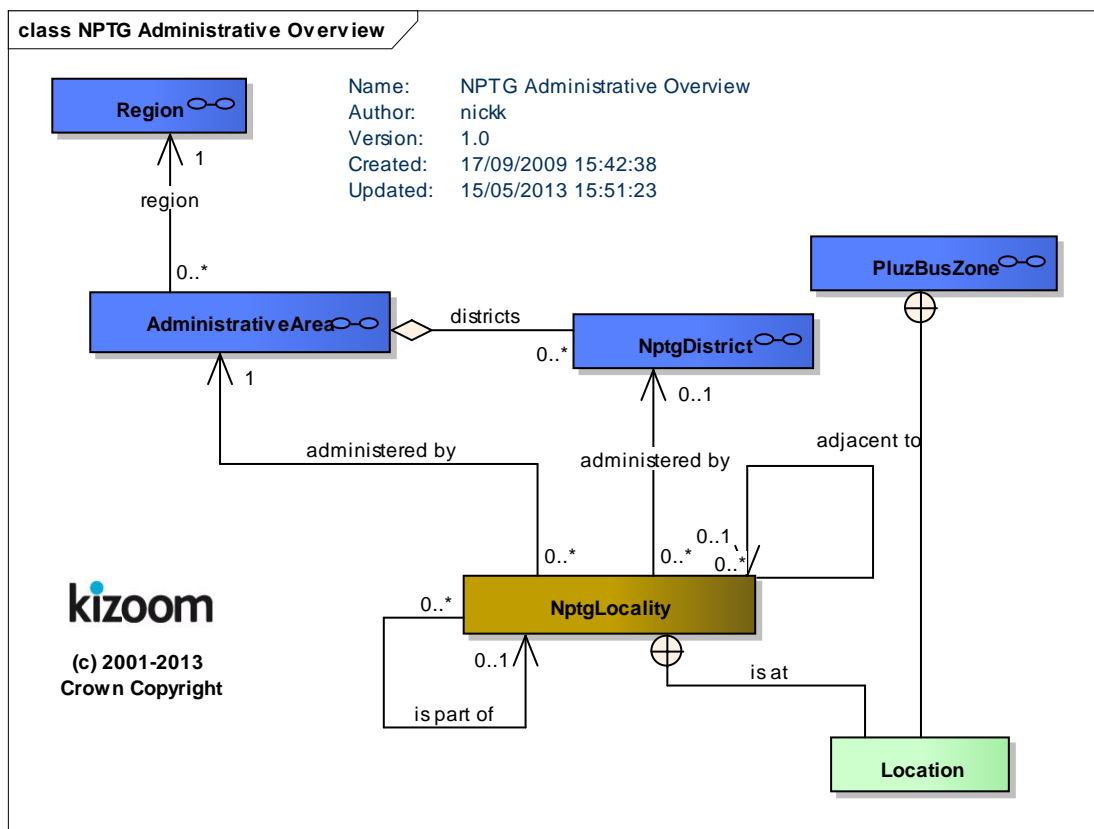 class NPTG Administrative Overview
Name: NPTG Administrative Overview
Author: nickk
Version: 1.0
Created: 17/09/2009 15:42:38
Updated: 15/05/2013 15:51:23
Region
1
region
0..*
PluzBusZone
AdministrativeArea
districts
0..*
NptgDistrict
1
0..1
administered by
administered by
adjacent to
0..*
0..*
0..1
0..*
NptgLocality
0..*
0..1
is part of
is at
Location
kizoom
(c) 2001-2013
Crown Copyright